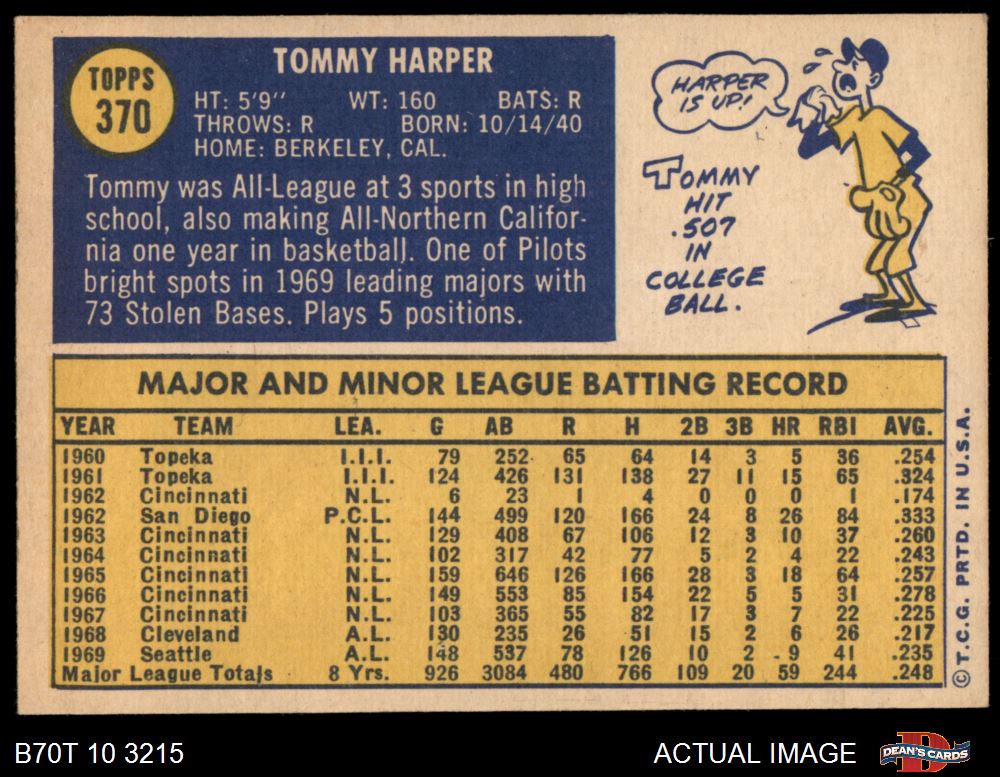 TOPPS
370
TOMMY HARPER
HT: 5'9" WT: 160 BATS: R
THROWS: R BORN: 10/14/40
HOME: BERKELEY, CAL.
Tommy was All-League at 3 sports in high
school, also making All-Northern Califor-
nia one year in basketball. One of Pilots
bright spots in 1969 leading majors with
73 Stolen Bases. Plays 5 positions.
HARPER
IS UP!
TOMMY
HIT
.507
IN
COLLEGE
BALL.
MAJOR AND MINOR LEAGUE BATTING RECORD
YEAR TEAM LEA. G AB R H 2B 3B HR RBI AVG.
1960 Topeka I.I.I. 79 252 65 64 14 3 5 36 .254
1961 Topeka I.I.I. 124 426 131 138 27 11 15 65 .324
1962 Cincinnati N.L. 6 23 1 4 0 0 0 1 .174
1962 San Diego P.C.L. 144 499 120 166 24 8 26 84 .333
1963 Cincinnati N.L. 129 408 67 106 12 3 10 37 .260
1964 Cincinnati N.L. 102 317 42 77 5 2 4 22 .243
1965 Cincinnati N.L. 159 646 126 166 28 3 18 64 .257
1966 Cincinnati N.L. 149 553 85 154 22 5 5 31 .278
1967 Cincinnati N.L. 103 365 55 82 17 3 7 22 .225
1968 Cleveland A.L. 130 235 26 51 15 2 6 26 .217
1969 Seattle A.L. 148 537 78 126 10 2 9 41 .235
Major League Totals 8 Yrs. 926 3084 480 766 109 20 59 244 .248
© T.C.G. PRTD. IN U.S.A.
B70T 10 3215
ACTUAL IMAGE
DEAN'S CARDS